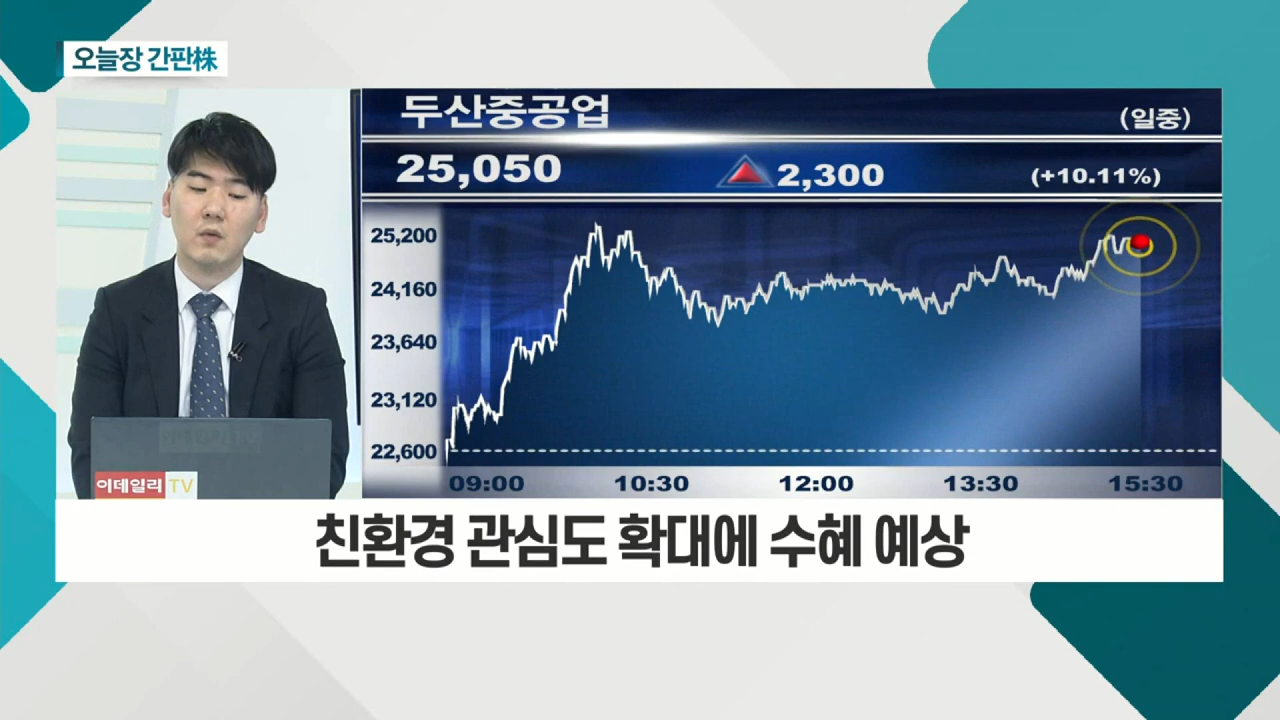 오늘장 간판株
두산중공업
(일중)
25,050
2,300
(+10.11%)
25,200
24,160
23,640
23,120
22,600
09:00 10:30 12:00 13:30 15:30
이데일리 TV
친환경 관심도 확대에 수혜 예상